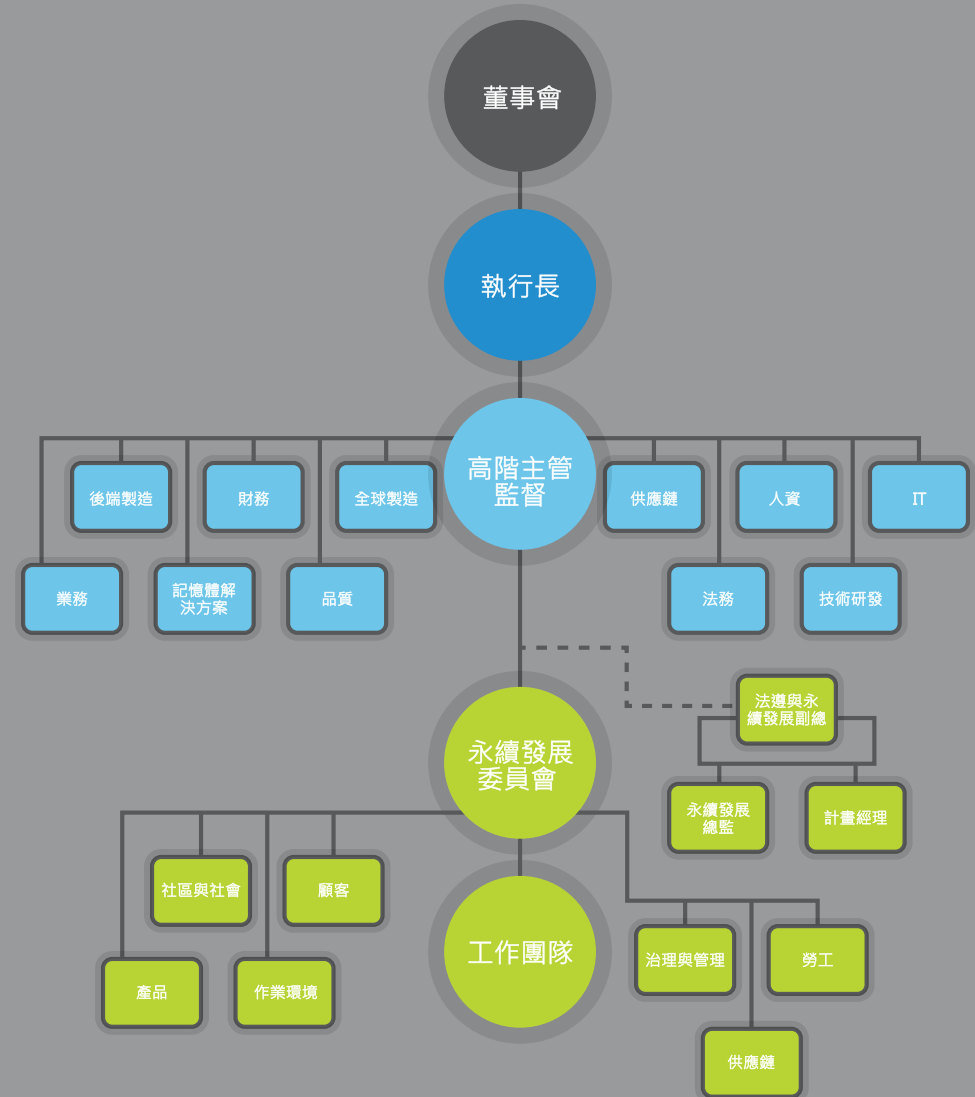 董事會
執行長
高階主管
監督
後端製造
財務
全球製造
供應鏈
人資
IT
業務
記憶體解
決方案
品質
法務
技術研發
法遵與永
續發展副總
永續發展
委員會
永續發展
總監
計畫經理
社區與社會
顧客
工作團隊
治理與管理
勞工
產品
作業環境
供應鏈